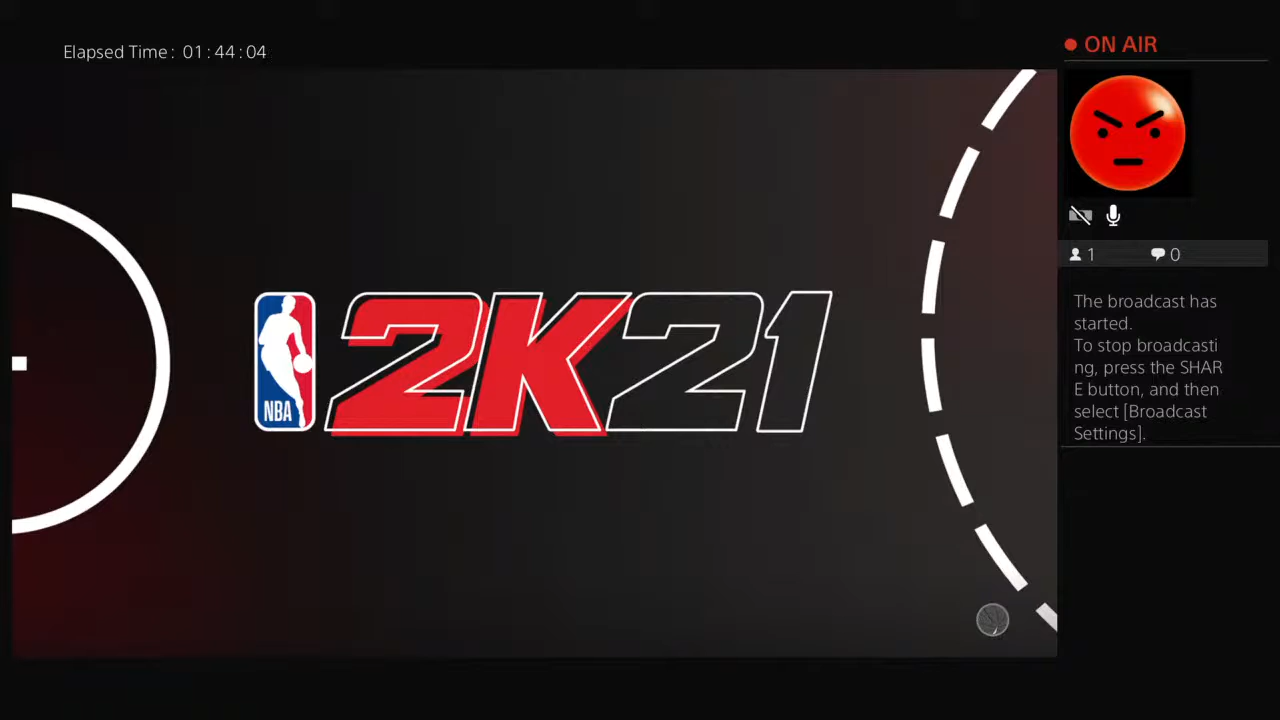 Elapsed Time: 01:44:04
ON AIR
1 0
NBA 2K21
The broadcast has
started.
To stop broadcasti
ng, press the SHAR
E button, and then
select [Broadcast
Settings].